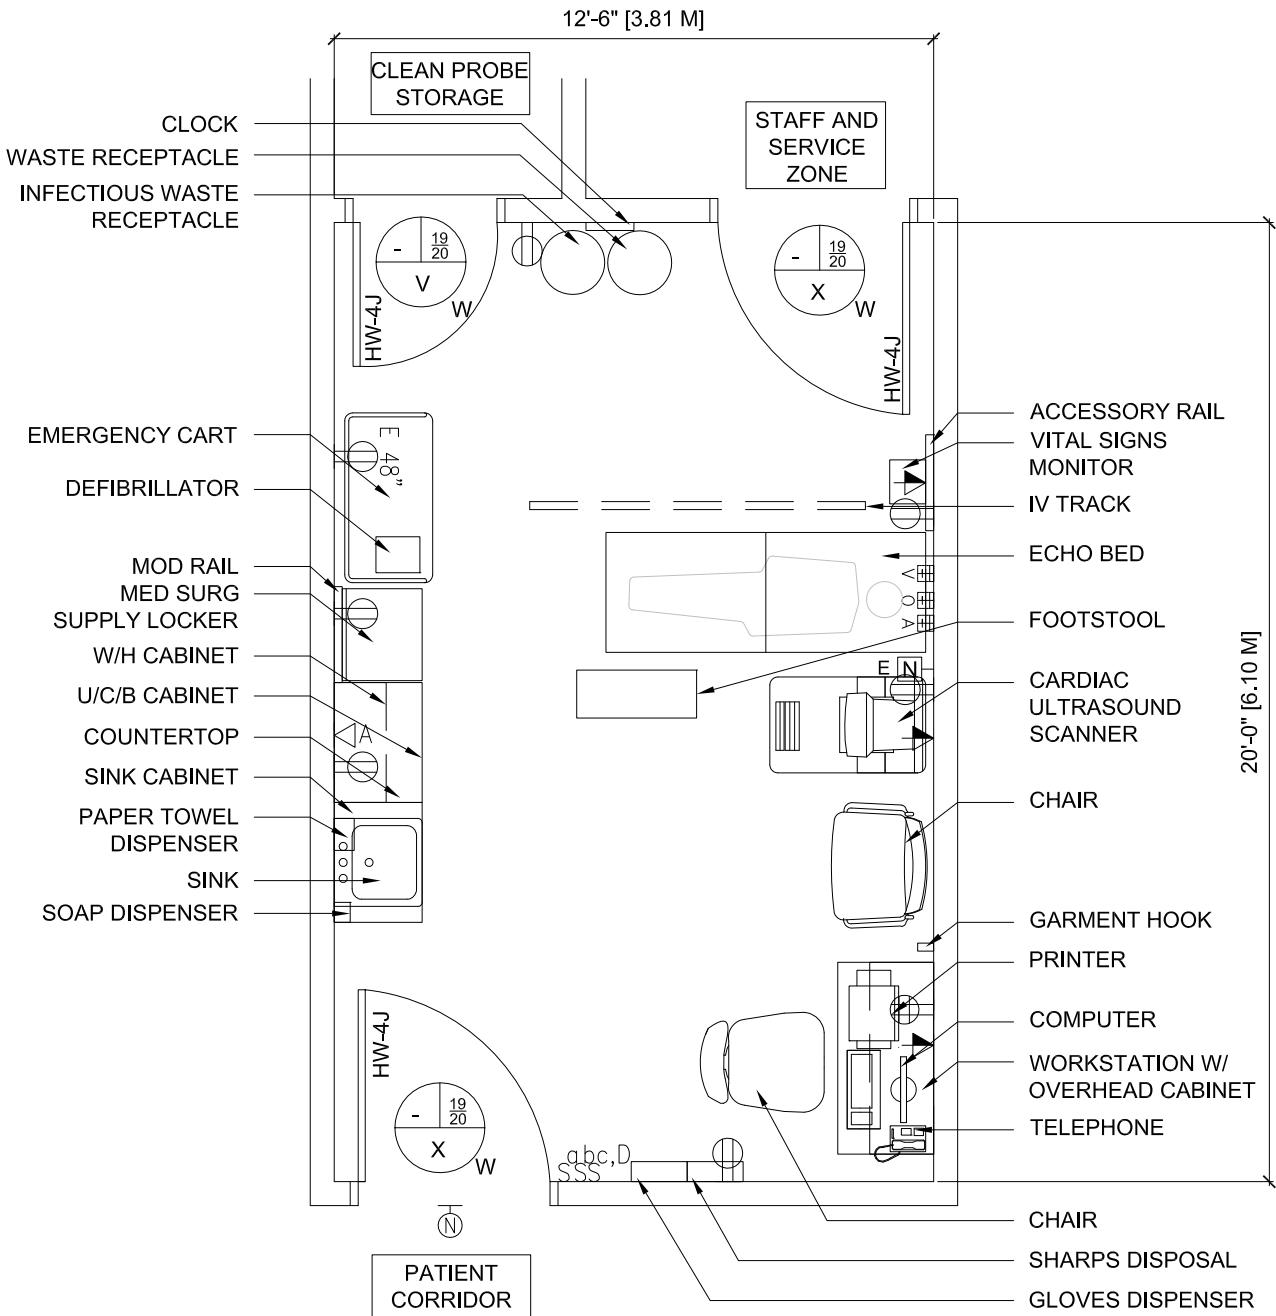 12'-6" [3.81 M]
CLEAN PROBE
STORAGE
STAFF AND
SERVICE
ZONE
CLOCK
WASTE RECEPTACLE
INFECTIOUS WASTE
RECEPTACLE
-
19
20
V
W
HW-4J
-
19
20
X
W
HW-4J
EMERGENCY CART
E 48"
DEFIBRILLATOR
MOD RAIL
MED SURG
SUPPLY LOCKER
W/H CABINET
U/C/B CABINET
A
COUNTERTOP
SINK CABINET
PAPER TOWEL
DISPENSER
SINK
SOAP DISPENSER
ACCESSORY RAIL
VITAL SIGNS
MONITOR
IV TRACK
ECHO BED
V
O
A
FOOTSTOOL
E N
CARDIAC
ULTRASOUND
SCANNER
20'-0" [6.10 M]
CHAIR
GARMENT HOOK
PRINTER
COMPUTER
WORKSTATION W/
OVERHEAD CABINET
TELEPHONE
HW-4J
-
19
20
X
W
abc,D
SSS
N
CHAIR
SHARPS DISPOSAL
GLOVES DISPENSER
PATIENT
CORRIDOR